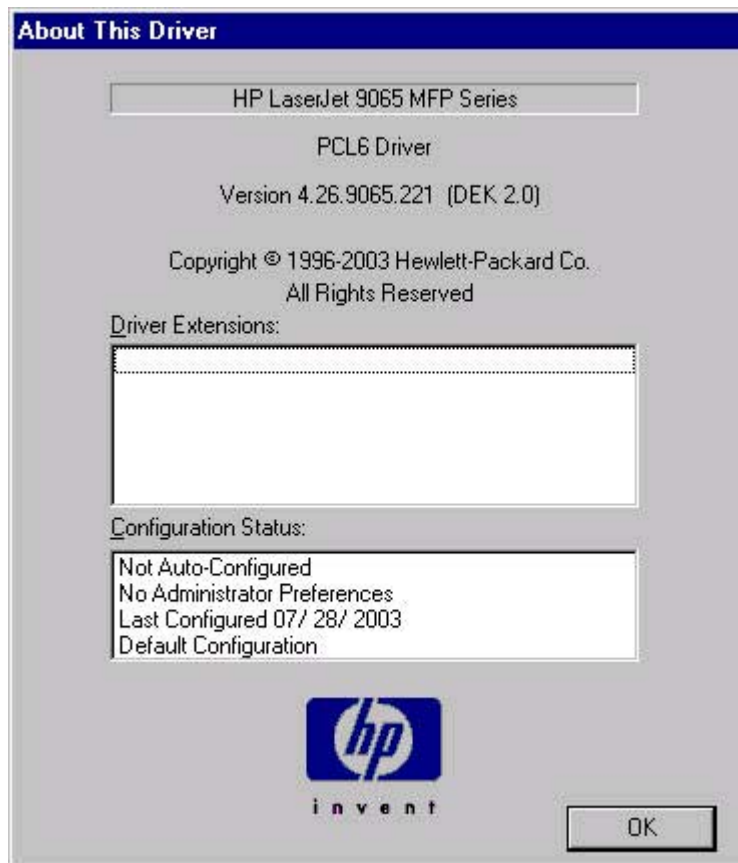 About This Driver
HP LaserJet 9065 MFP Series
PCL6 Driver
Version 4.26.9065.221 (DEK 2.0)
Copyright © 1996-2003 Hewlett-Packard Co.
All Rights Reserved
Driver Extensions:
Configuration Status:
Not Auto-Configured
No Administrator Preferences
Last Configured 07/ 28/ 2003
Default Configuration
hp
invent
OK